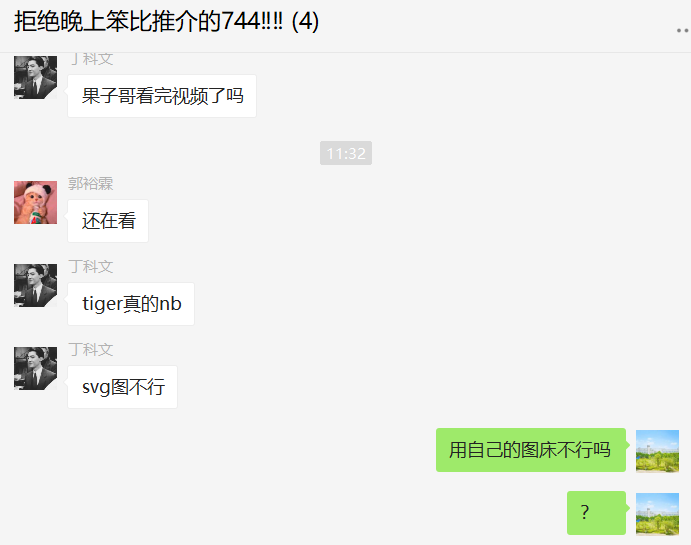 拒绝晚上笨比推介的744!!!! (4)
丁科文
果子哥看完视频了吗
11:32
郭裕霖
还在看
丁科文
tiger真的nb
丁科文
svg图不行
用自己的图床不行吗
？